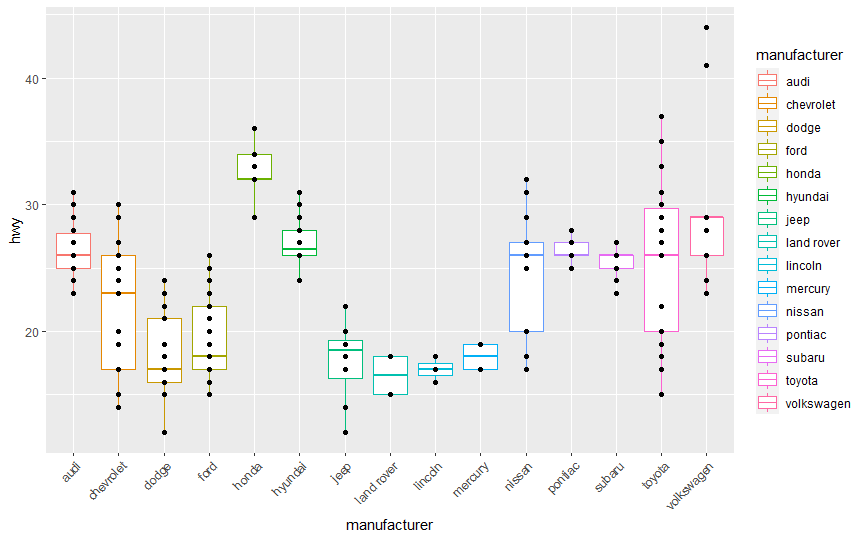 hwy
40
30
20
audi
chevrolet
dodge
ford
honda
hyundai
jeep
land rover
lincoln
mercury
nissan
pontiac
subaru
toyota
volkswagen
manufacturer
manufacturer
audi
chevrolet
dodge
ford
honda
hyundai
jeep
land rover
lincoln
mercury
nissan
pontiac
subaru
toyota
volkswagen